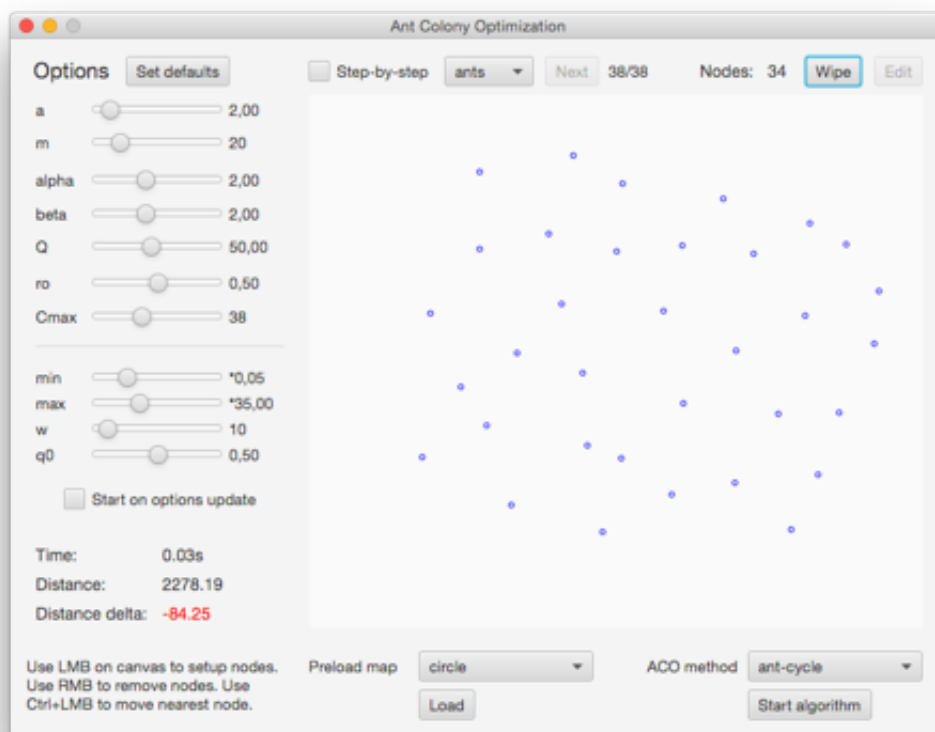 Ant Colony Optimization
Options Set defaults
Step-by-step ants Next 38/38 Nodes: 34 Wipe Edit
a 2,00
m 20
alpha 2,00
beta 2,00
Q 50,00
ro 0,50
Cmax 38
min *0,05
max *35,00
w 10
q0 0,50
Start on options update
Time: 0.03s
Distance: 2278.19
Distance delta: -84.25
Use LMB on canvas to setup nodes.
Use RMB to remove nodes. Use
Ctrl+LMB to move nearest node.
Preload map circle
Load
ACO method ant-cycle
Start algorithm